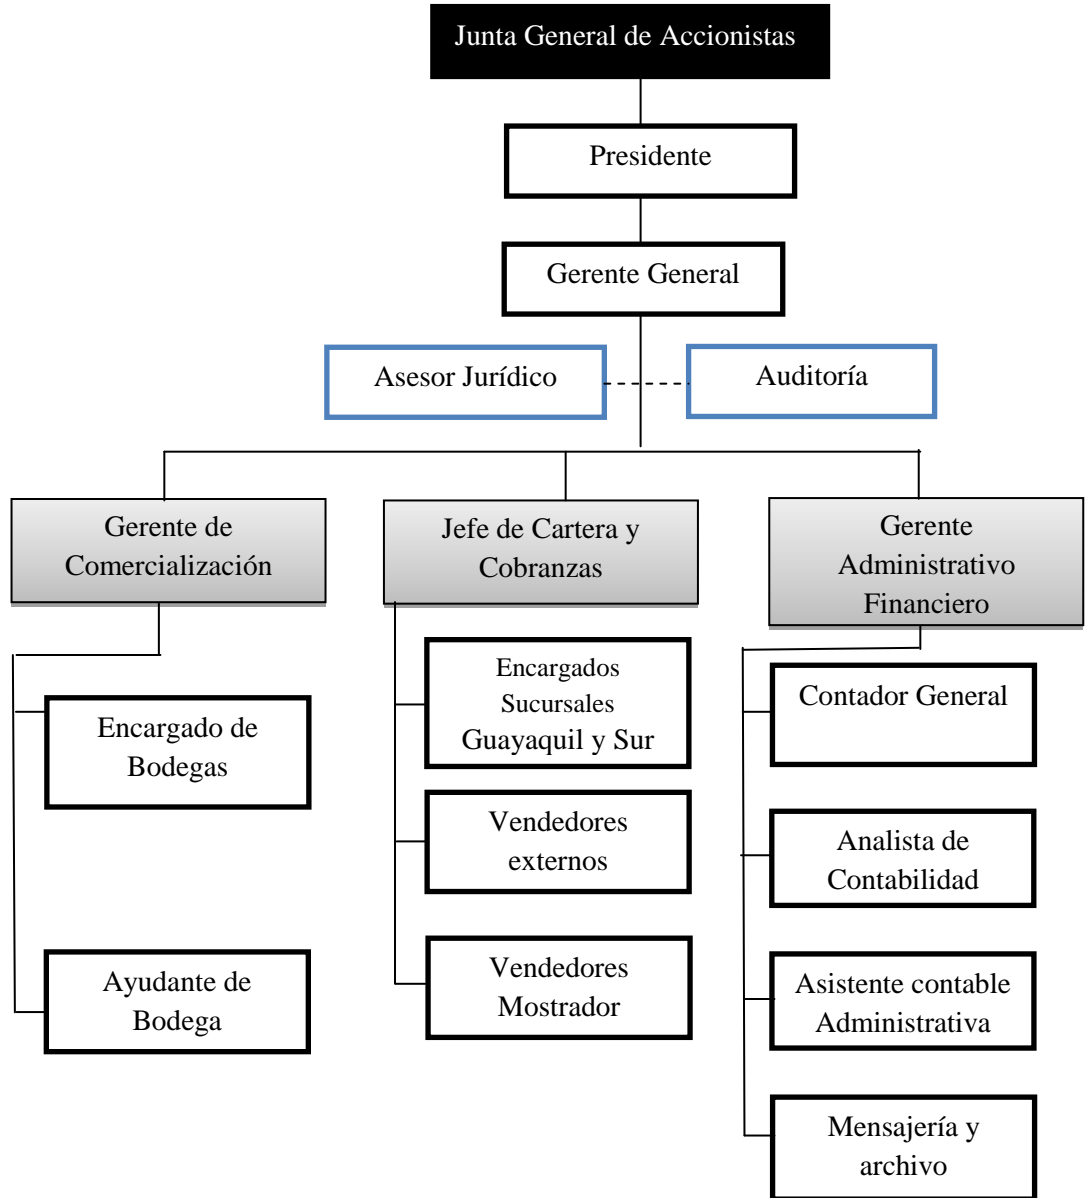 Junta General de Accionistas
Presidente
Gerente General
Asesor Jurídico
Auditoría
Gerente de
Comercialización
Jefe de Cartera y
Cobranzas
Gerente
Administrativo
Financiero
Encargado de
Bodegas
Ayudante de
Bodega
Encargados
Sucursales
Guayaquil y Sur
Vendedores
externos
Vendedores
Mostrador
Contador General
Analista de
Contabilidad
Asistente contable
Administrativa
Mensajería y
archivo